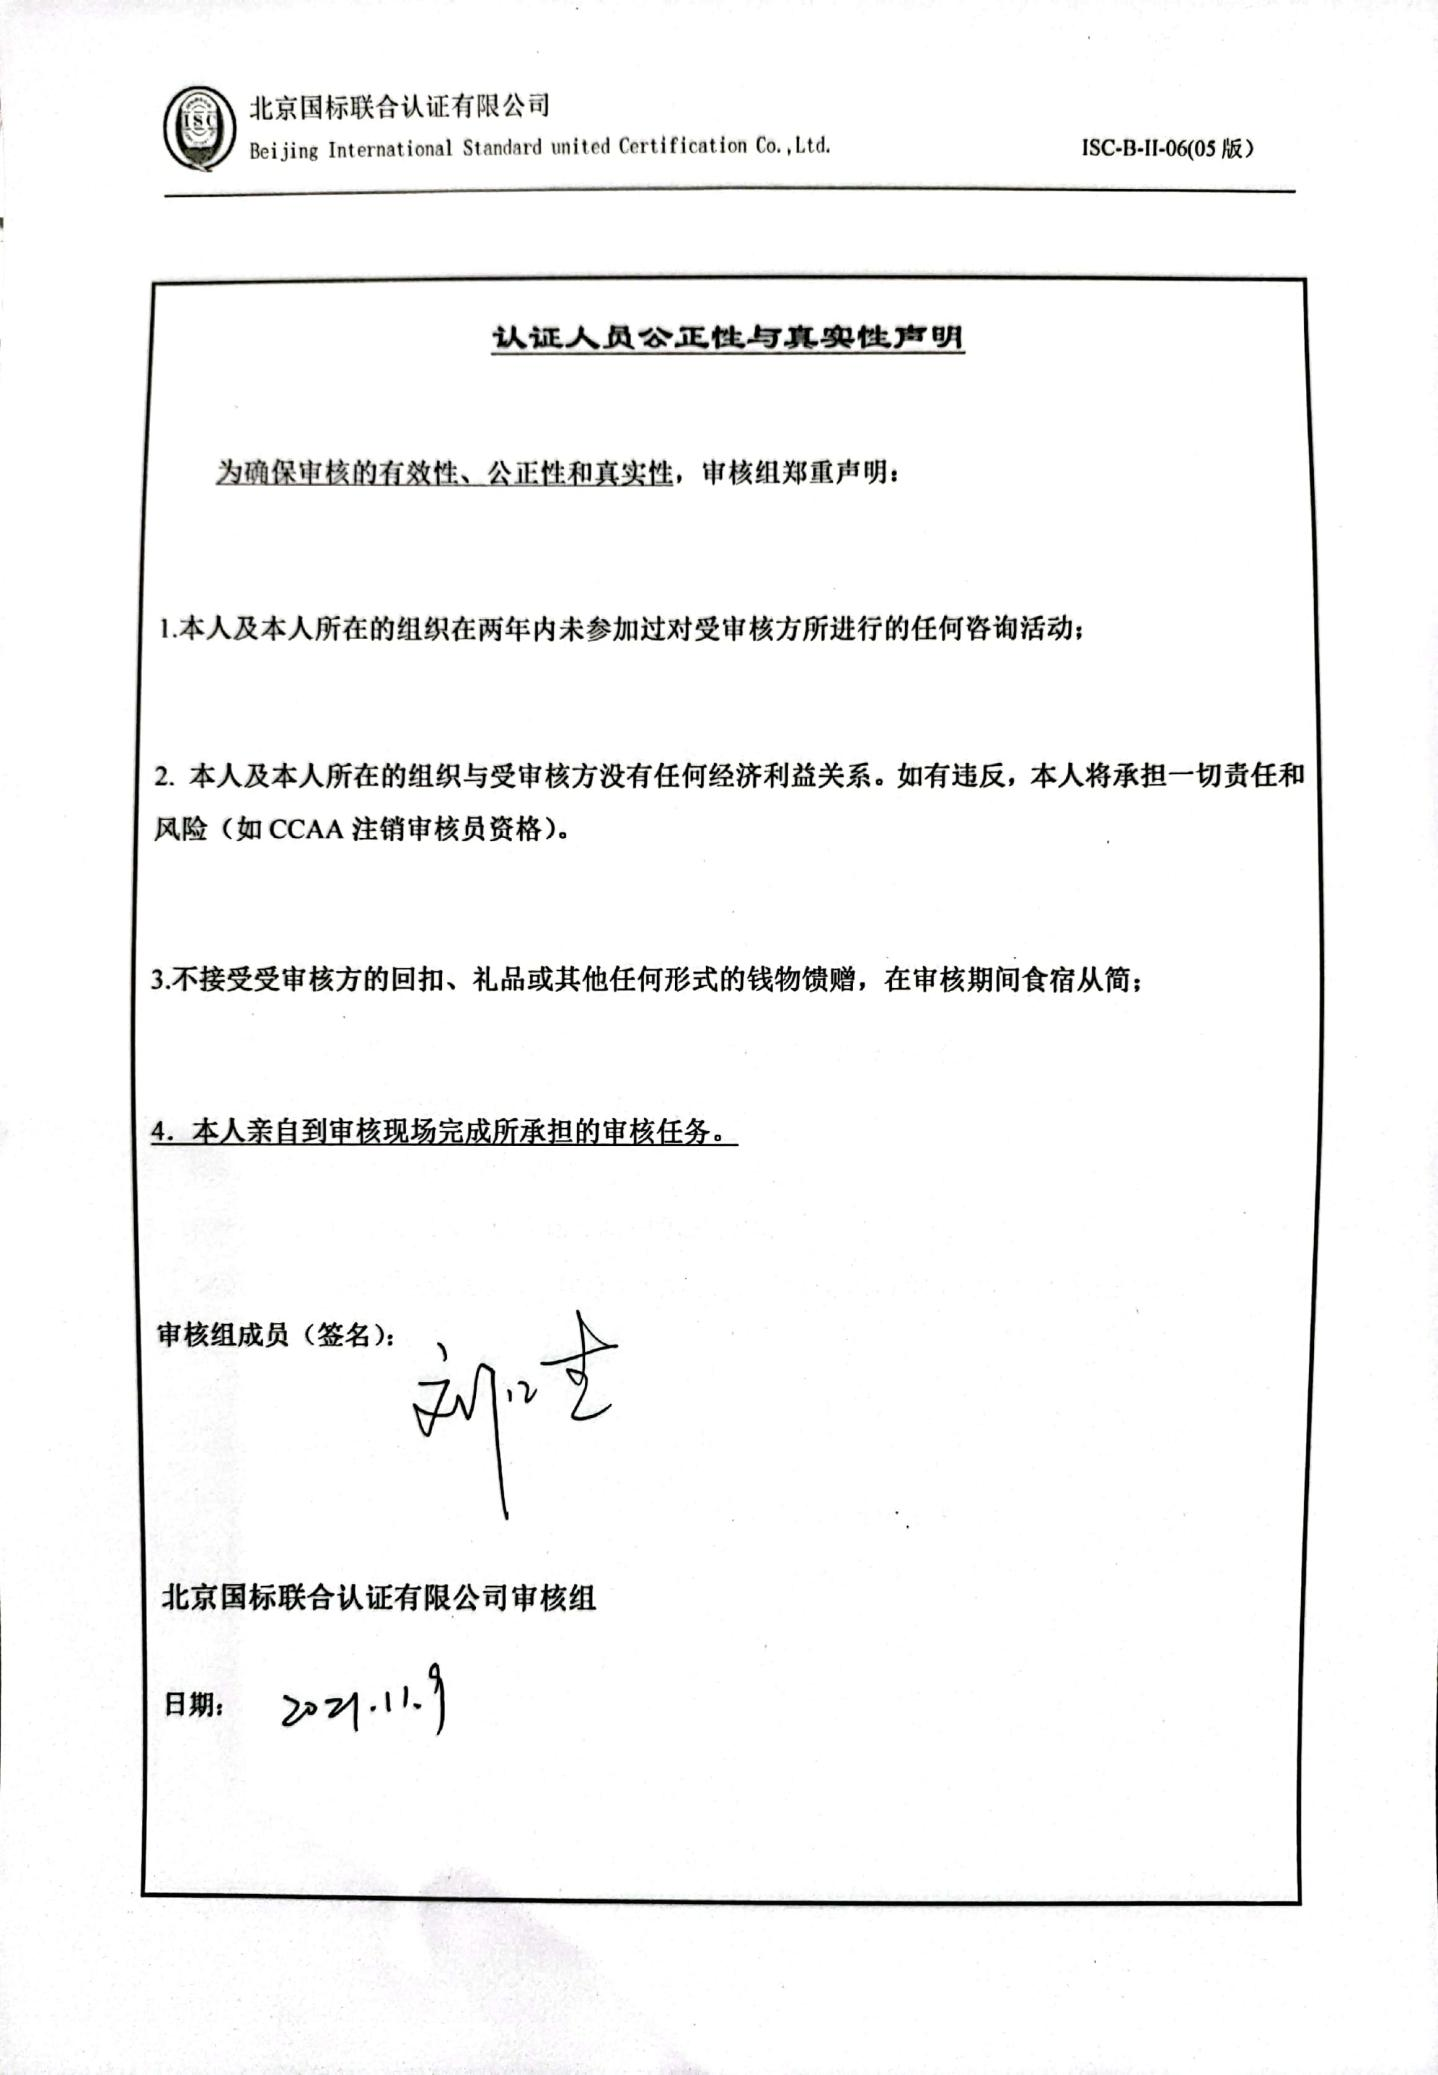 ISC
北京国标联合认证有限公司
Beijing International Standard united Certification Co.,Ltd.
ISC-B-II-06(05 版)
认证人员公正性与真实性声明
为确保审核的有效性、公正性和真实性，审核组郑重声明：
1.本人及本人所在的组织在两年内未参加过对受审核方所进行的任何咨询活动；
2. 本人及本人所在的组织与受审核方没有任何经济利益关系。如有违反，本人将承担一切责任和
风险（如 CCAA 注销审核员资格）。
3.不接受受审核方的回扣、礼品或其他任何形式的钱物馈赠，在审核期间食宿从简；
4. 本人亲自到审核现场完成所承担的审核任务。
审核组成员（签名）：
北京国标联合认证有限公司审核组
日期： 2021.11.9